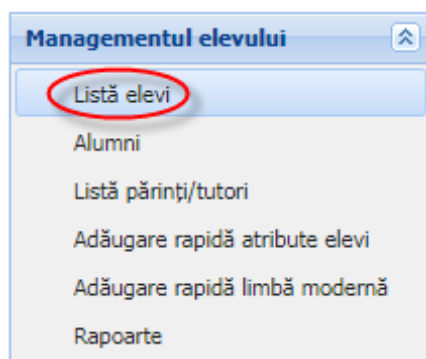 Managementul elevului
Listă elevi
Alumni
Listă părinți/tutori
Adăugare rapidă atribute elevi
Adăugare rapidă limbă modernă
Rapoarte